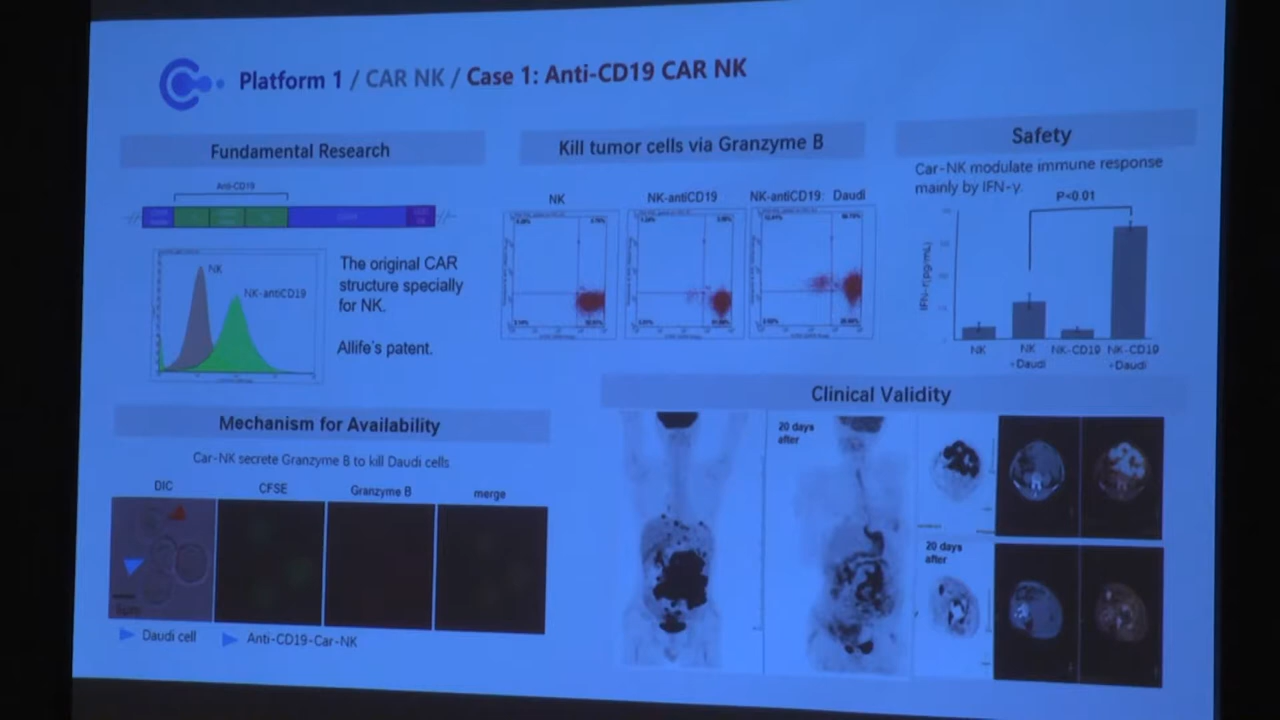 Platform 1 / CAR NK / Case 1: Anti-CD19 CAR NK
Fundamental Research
Anti-CD19
NK
NK-antiCD19
The original CAR
structure specially
for NK.
Allife's patent.
Kill tumor cells via Granzyme B
NK
NK-antiCD19
NK-antiCD19: Daudi
Safety
Car-NK modulate immune response
mainly by IFN-γ.
P<0.01
IFN-γ(pg/mL)
NK
NK
+Daudi
NK-CD19
NK-CD19
+Daudi
Mechanism for Availability
Car-NK secrete Granzyme B to kill Daudi cells
DIC
CFSE
Granzyme B
merge
Daudi cell
Anti-CD19-Car-NK
Clinical Validity
20 days
after
20 days
after